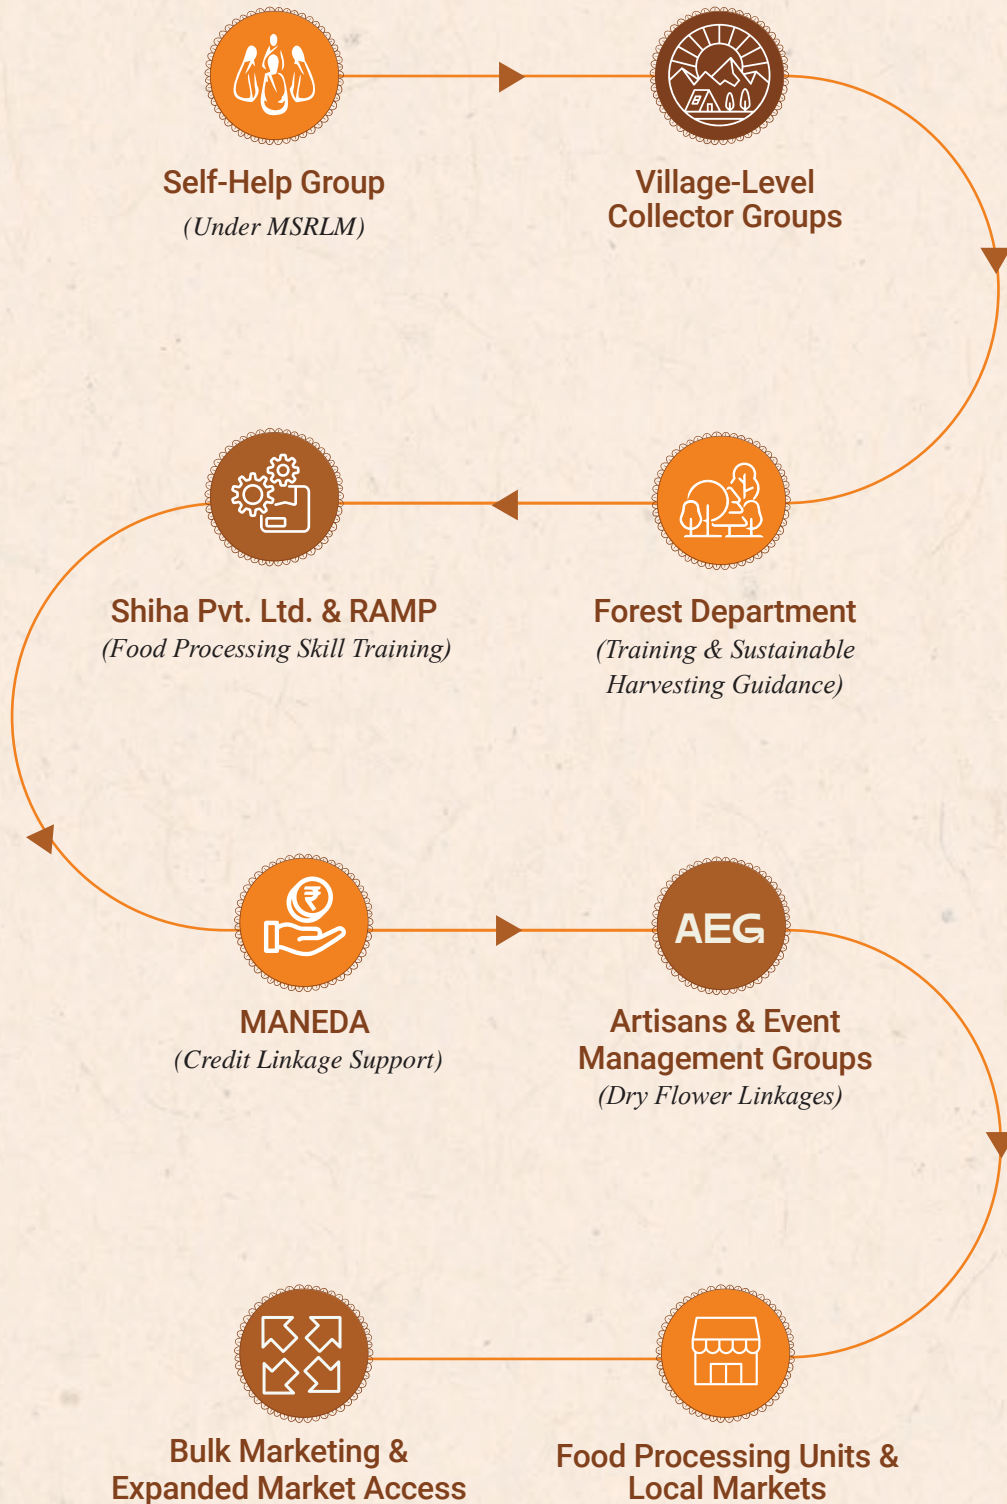 Self-Help Group
(Under MSRLM)
Village-Level
Collector Groups
Shiha Pvt. Ltd. & RAMP
(Food Processing Skill Training)
Forest Department
(Training & Sustainable
Harvesting Guidance)
₹
MANEDA
(Credit Linkage Support)
AEG
Artisans & Event
Management Groups
(Dry Flower Linkages)
Bulk Marketing &
Expanded Market Access
Food Processing Units &
Local Markets